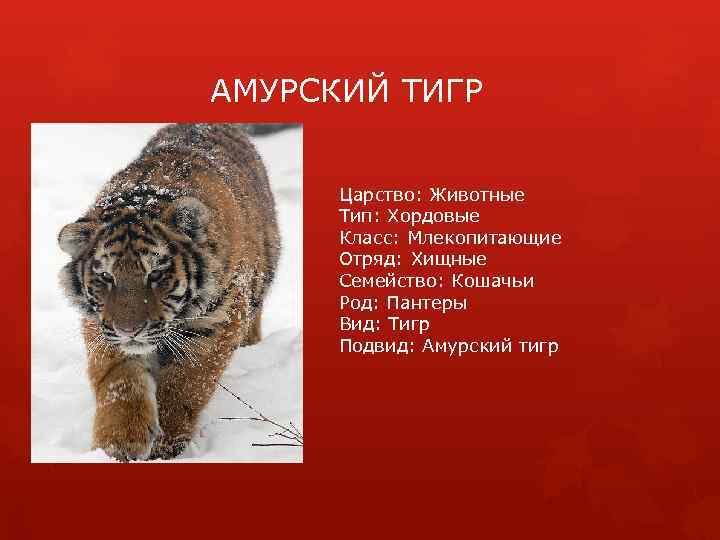 АМУРСКИЙ ТИГР
Царство: Животные
Тип: Хордовые
Класс: Млекопитающие
Отряд: Хищные
Семейство: Кошачьи
Род: Пантеры
Вид: Тигр
Подвид: Амурский тигр